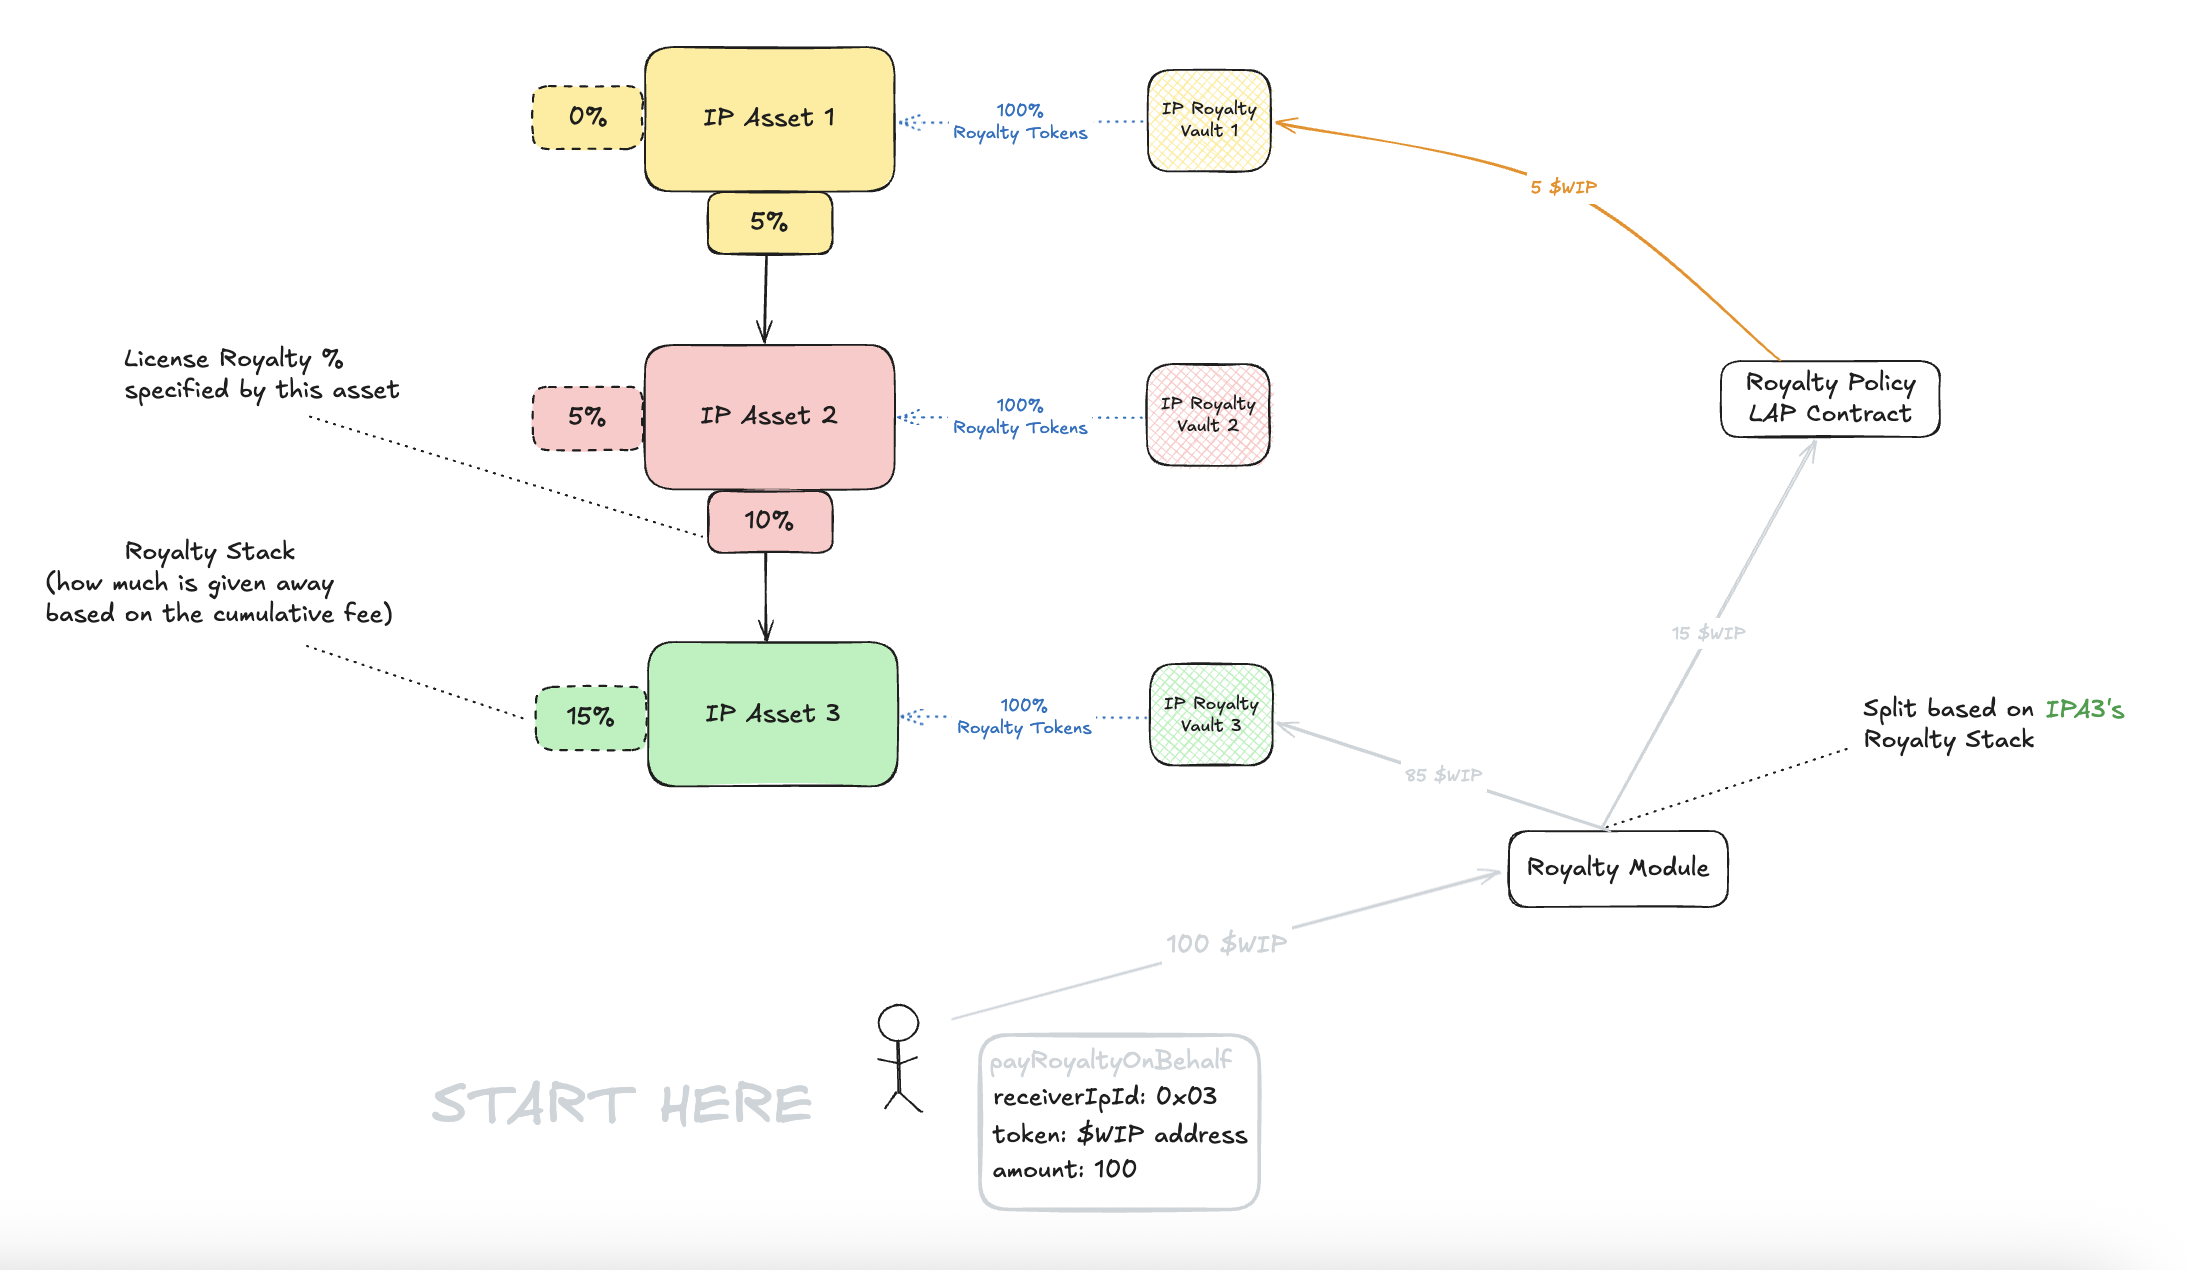 0%
IP Asset 1
100%
Royalty Tokens
IP Royalty
Vault 1
5 $WIP
5%
License Royalty %
specified by this asset
5%
IP Asset 2
100%
Royalty Tokens
IP Royalty
Vault 2
Royalty Policy
LAP Contract
10%
Royalty Stack
(how much is given away
based on the cumulative fee)
15 $WIP
15%
IP Asset 3
100%
Royalty Tokens
IP Royalty
Vault 3
85 $WIP
Split based on IPA3's
Royalty Stack
Royalty Module
100 $WIP
START HERE
payRoyaltyOnBehalf
receiverIpId: 0x03
token: $WIP address
amount: 100